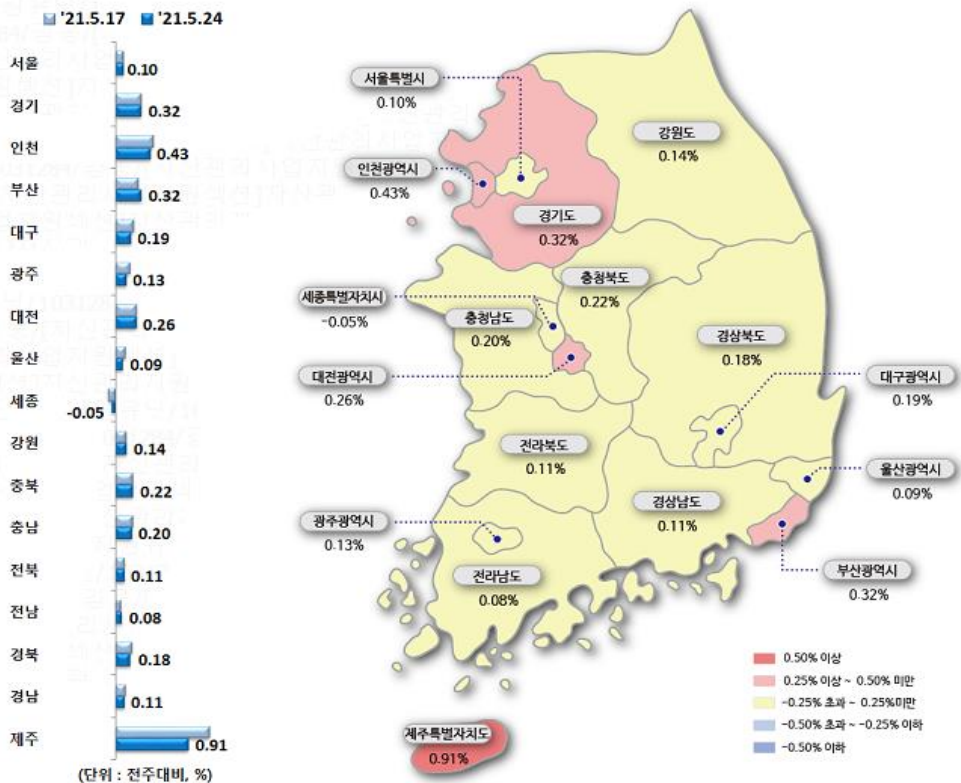 '21.5.17 '21.5.24
서울 0.10
경기 0.32
인천 0.43
부산 0.32
대구 0.19
광주 0.13
대전 0.26
울산 0.09
세종 -0.05
강원 0.14
충북 0.22
충남 0.20
전북 0.11
전남 0.08
경북 0.18
경남 0.11
제주 0.91
(단위 : 전주대비, %)
서울특별시
0.10%
강원도
0.14%
인천광역시
0.43%
경기도
0.32%
충청북도
0.22%
세종특별자치시
-0.05%
충청남도
0.20%
경상북도
0.18%
대전광역시
0.26%
대구광역시
0.19%
전라북도
0.11%
울산광역시
0.09%
경상남도
0.11%
광주광역시
0.13%
전라남도
0.08%
부산광역시
0.32%
제주특별자치도
0.91%
0.50% 이상
0.25% 이상 ~ 0.50% 미만
-0.25% 초과 ~ 0.25%미만
-0.50% 초과 ~ -0.25% 이하
-0.50% 이하